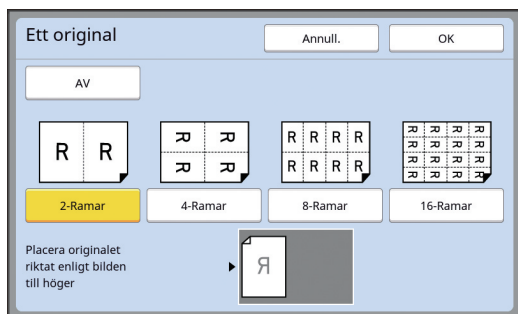 Ett original
Annull.
OK
AV
R R
R R
R R
R R R R
R R R R
R R R R
R R R R
R R R R
R R R R
2-Ramar
4-Ramar
8-Ramar
16-Ramar
Placera originalet
riktat enligt bilden
till höger
R